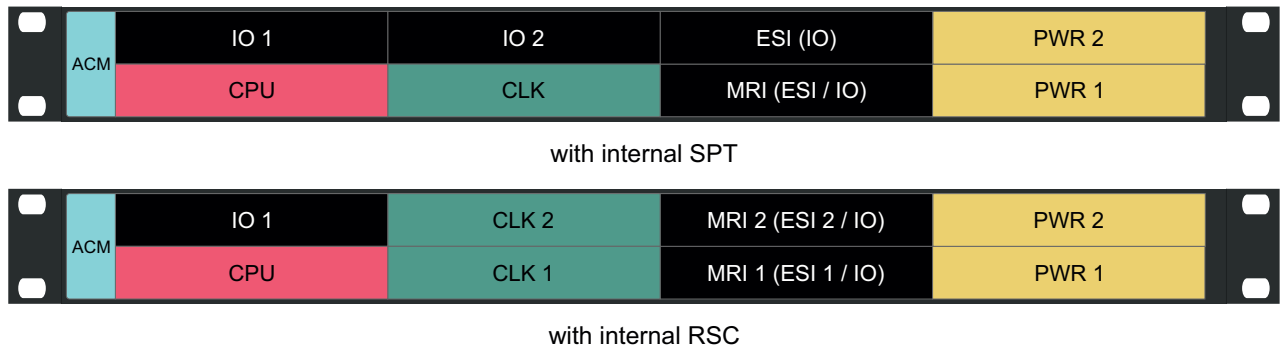 ACM IO 1 IO 2 ESI (IO) PWR 2
CPU CLK MRI (ESI / IO) PWR 1
with internal SPT
ACM IO 1 CLK 2 MRI 2 (ESI 2 / IO) PWR 2
CPU CLK 1 MRI 1 (ESI 1 / IO) PWR 1
with internal RSC